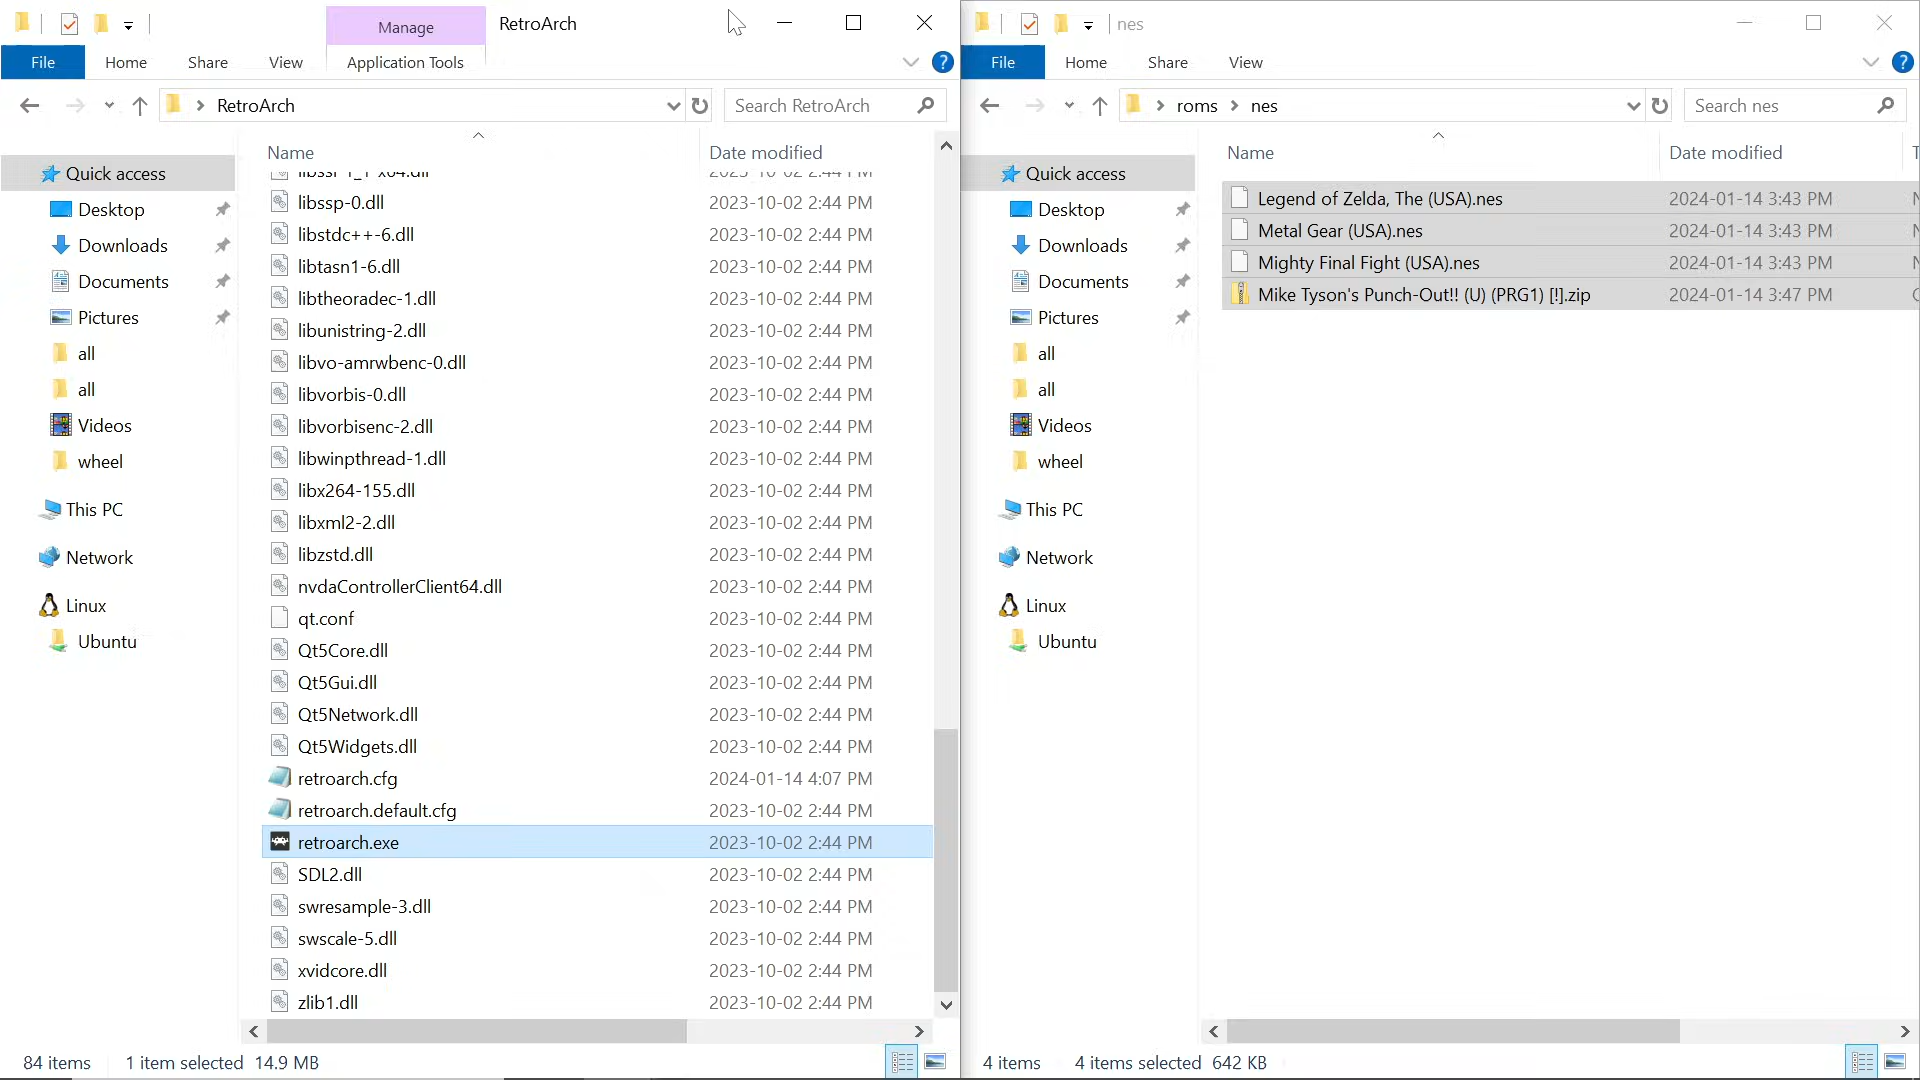 Manage
RetroArch
File
Home
Share
View
Application Tools
RetroArch
Search RetroArch
Name
Date modified
Quick access
Desktop
Downloads
Documents
Pictures
all
all
Videos
wheel
This PC
Network
Linux
Ubuntu
libssp-0.dll 2023-10-02 2:44 PM
libstdc++-6.dll 2023-10-02 2:44 PM
libtasn1-6.dll 2023-10-02 2:44 PM
libtheoradec-1.dll 2023-10-02 2:44 PM
libunistring-2.dll 2023-10-02 2:44 PM
libvo-amrwbenc-0.dll 2023-10-02 2:44 PM
libvorbis-0.dll 2023-10-02 2:44 PM
libvorbisenc-2.dll 2023-10-02 2:44 PM
libwinpthread-1.dll 2023-10-02 2:44 PM
libx264-155.dll 2023-10-02 2:44 PM
libxml2-2.dll 2023-10-02 2:44 PM
libzstd.dll 2023-10-02 2:44 PM
nvdaControllerClient64.dll 2023-10-02 2:44 PM
qt.conf 2023-10-02 2:44 PM
Qt5Core.dll 2023-10-02 2:44 PM
Qt5Gui.dll 2023-10-02 2:44 PM
Qt5Network.dll 2023-10-02 2:44 PM
Qt5Widgets.dll 2023-10-02 2:44 PM
retroarch.cfg 2024-01-14 4:07 PM
retroarch.default.cfg 2023-10-02 2:44 PM
retroarch.exe 2023-10-02 2:44 PM
SDL2.dll 2023-10-02 2:44 PM
swresample-3.dll 2023-10-02 2:44 PM
swscale-5.dll 2023-10-02 2:44 PM
xvidcore.dll 2023-10-02 2:44 PM
zlib1.dll 2023-10-02 2:44 PM
84 items 1 item selected 14.9 MB
nes
File
Home
Share
View
roms > nes
Search nes
Name
Date modified
Quick access
Desktop
Downloads
Documents
Pictures
all
all
Videos
wheel
This PC
Network
Linux
Ubuntu
Legend of Zelda, The (USA).nes 2024-01-14 3:43 PM
Metal Gear (USA).nes 2024-01-14 3:43 PM
Mighty Final Fight (USA).nes 2024-01-14 3:43 PM
Mike Tyson's Punch-Out!! (U) (PRG1) [!].zip 2024-01-14 3:47 PM
4 items 4 items selected 642 KB